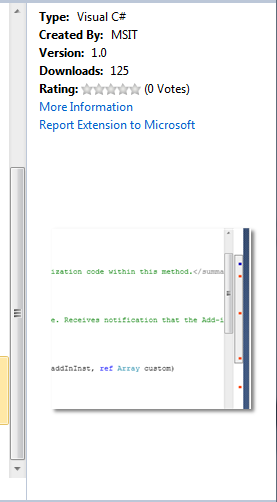 Type: Visual C#
Created By: MSIT
Version: 1.0
Downloads: 125
Rating: (0 Votes)
More Information
Report Extension to Microsoft
ization code within this method.</summa
e. Receives notification that the Add-i
addInInst, ref Array custom)